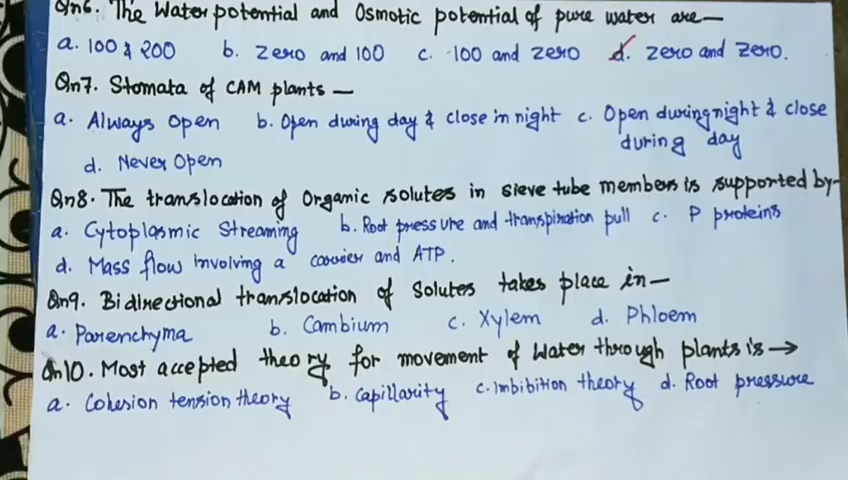 Qn6. The Water potential and Osmotic potential of pure water are—
a. 100 & 200 b. Zero and 100 c. 100 and zero d. zero and zero.
Qn7. Stomata of CAM plants —
a. Always open b. Open during day & close in night c. Open during night & close
during day
d. Never Open
Qn8. The translocation of Organic solutes in sieve tube members is supported by-
a. Cytoplasmic Streaming b. Root pressure and transpiration pull c. P proteins
d. Mass flow involving a carrier and ATP.
Qn9. Bidirectional translocation of Solutes takes place in—
a. Parenchyma b. Cambium c. Xylem d. Phloem
Qn10. Most accepted theory for movement of Water through plants is →
a. Cohesion tension theory b. Capillarity c. imbibition theory d. Root pressure